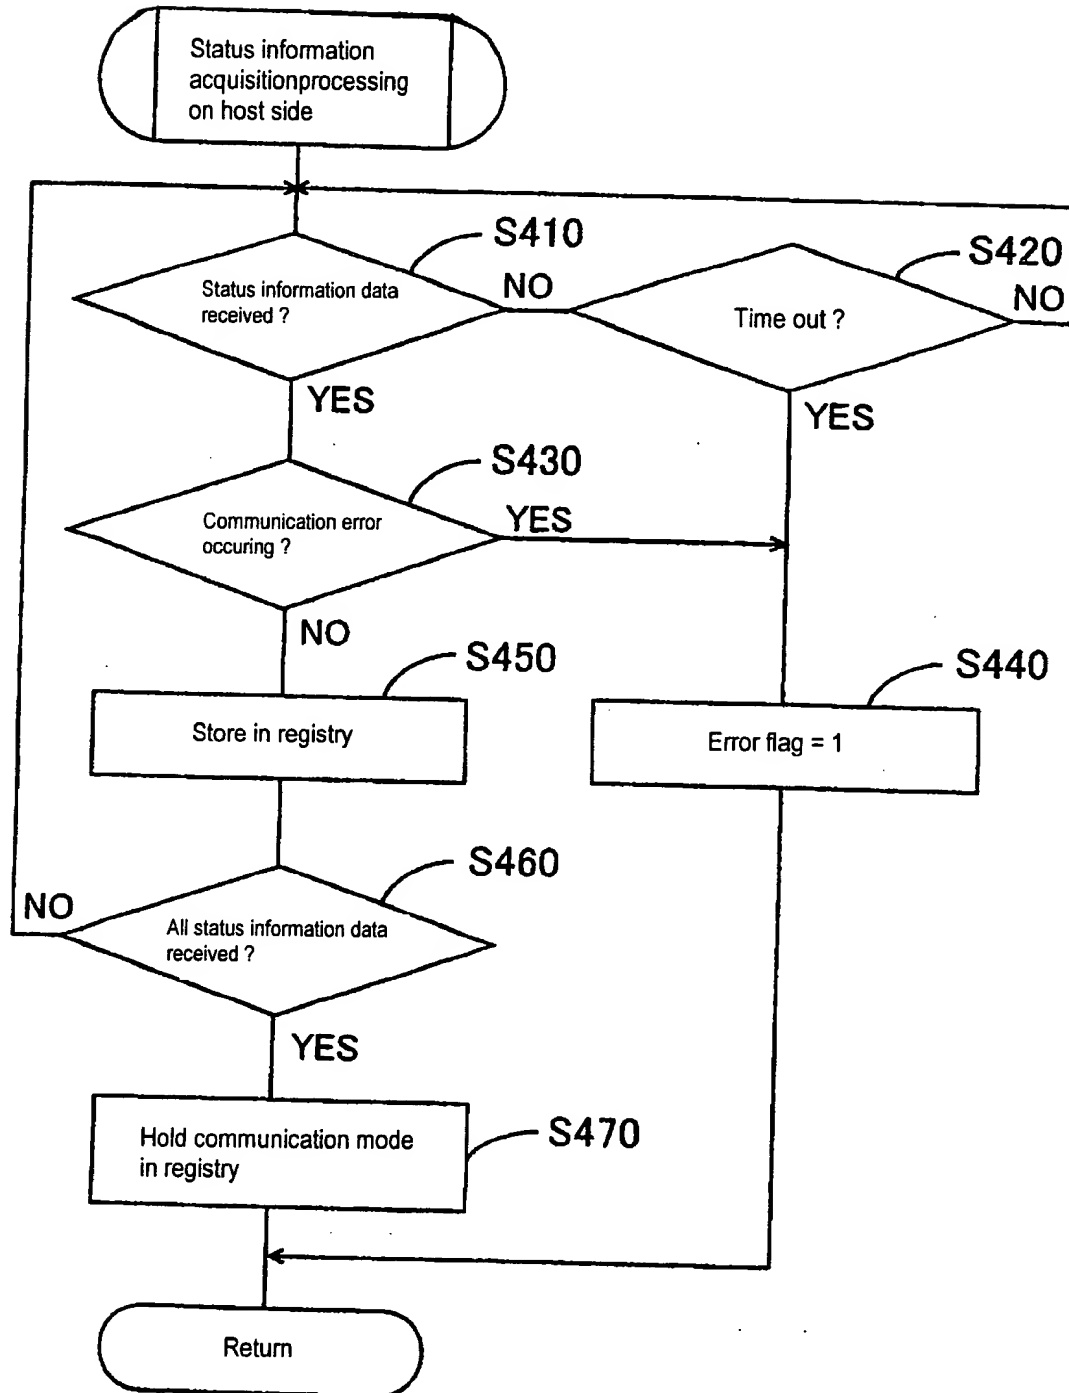 Status information
acquisitionprocessing
on host side
S410
Status information data
received ?
NO
YES
S420
Time out ?
NO
YES
S430
Communication error
occuring ?
YES
NO
S450
Store in registry
S440
Error flag = 1
S460
All status information data
received ?
NO
YES
S470
Hold communication mode
in registry
Return